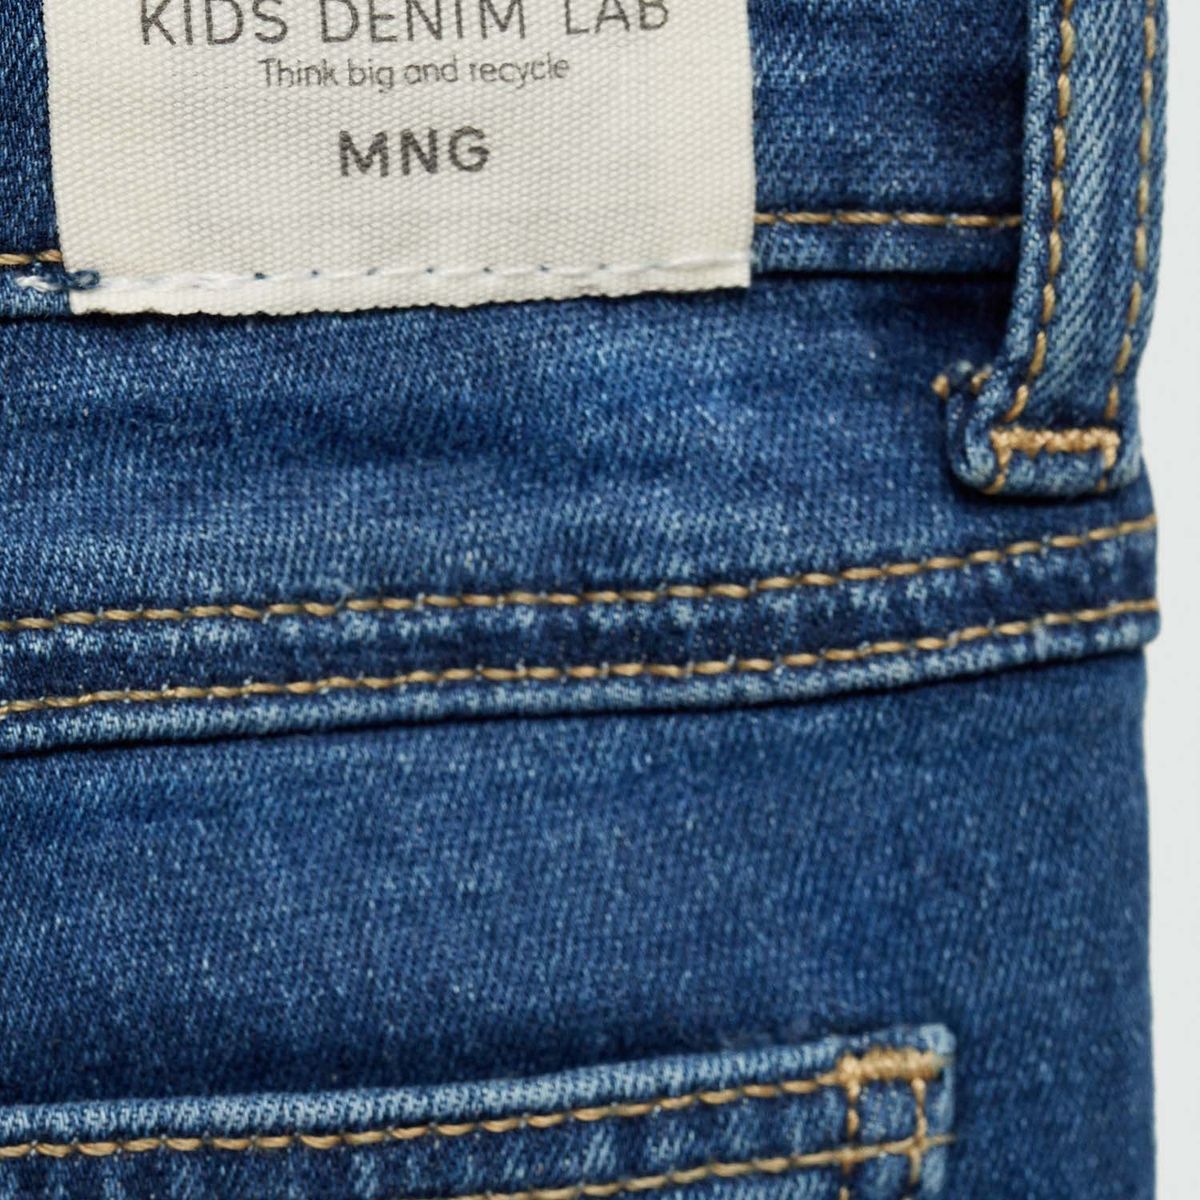 KIDS DENIM LAB
Think big and recycle
MNG